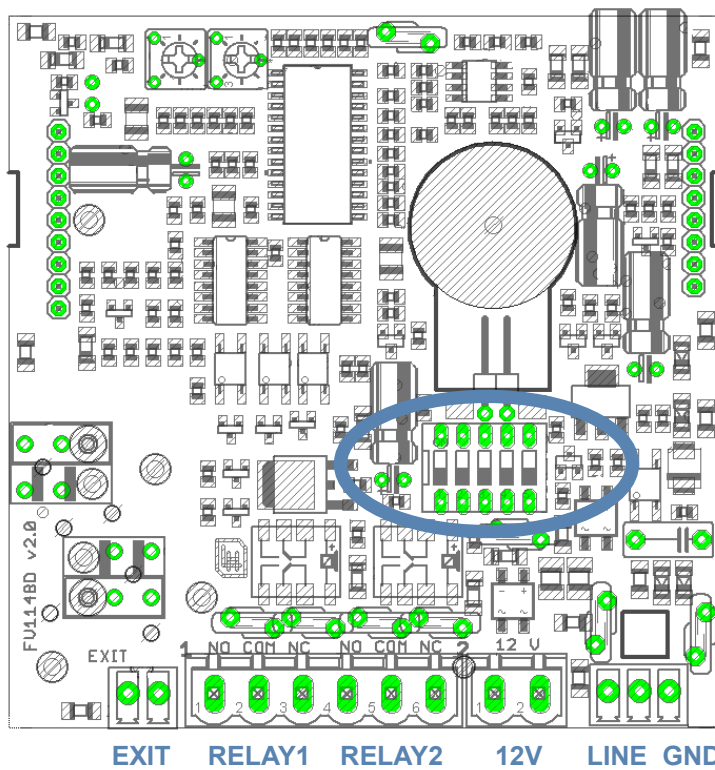 FV114BD v2.0
EXIT
1 NO COM NC NO COM NC 2 12 V
1 2 3 4 5 6 1 2
EXIT RELAY1 RELAY2 12V LINE GND